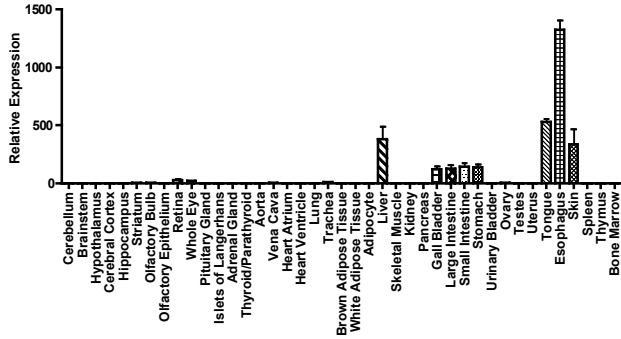 Relative Expression
1500
1000
500
0
Cerebellum
Brainstem
Hypothalamus
Cerebral Cortex
Hippocampus
Striatum
Olfactory Bulb
Olfactory Epithelium
Retina
Whole Eye
Pituitary Gland
Islets of Langerhans
Adrenal Gland
Thyroid/Parathyroid
Aorta
Vena Cava
Heart Atrium
Heart Ventricle
Lung
Trachea
Brown Adipose Tissue
White Adipose Tissue
Adipocyte
Liver
Skeletal Muscle
Kidney
Pancreas
Gall Bladder
Large Intestine
Small Intestine
Stomach
Urinary Bladder
Ovary
Testes
Uterus
Tongue
Esophagus
Skin
Spleen
Thymus
Bone Marrow